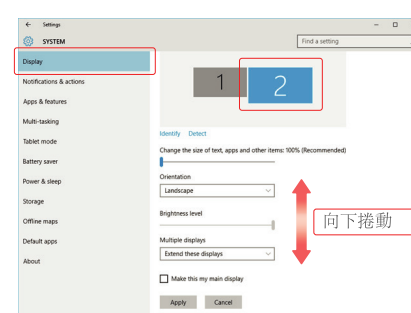 Settings
SYSTEM
Find a setting
Display
Notifications & actions
Apps & features
Multi-tasking
Tablet mode
Battery saver
Power & sleep
Storage
Offline maps
Default apps
About
1
2
Identify Detect
Change the size of text, apps and other items: 100% (Recommended)
Orientation
Landscape
Brightness level
Multiple displays
Extend these displays
Make this my main display
Apply Cancel
向下捲動